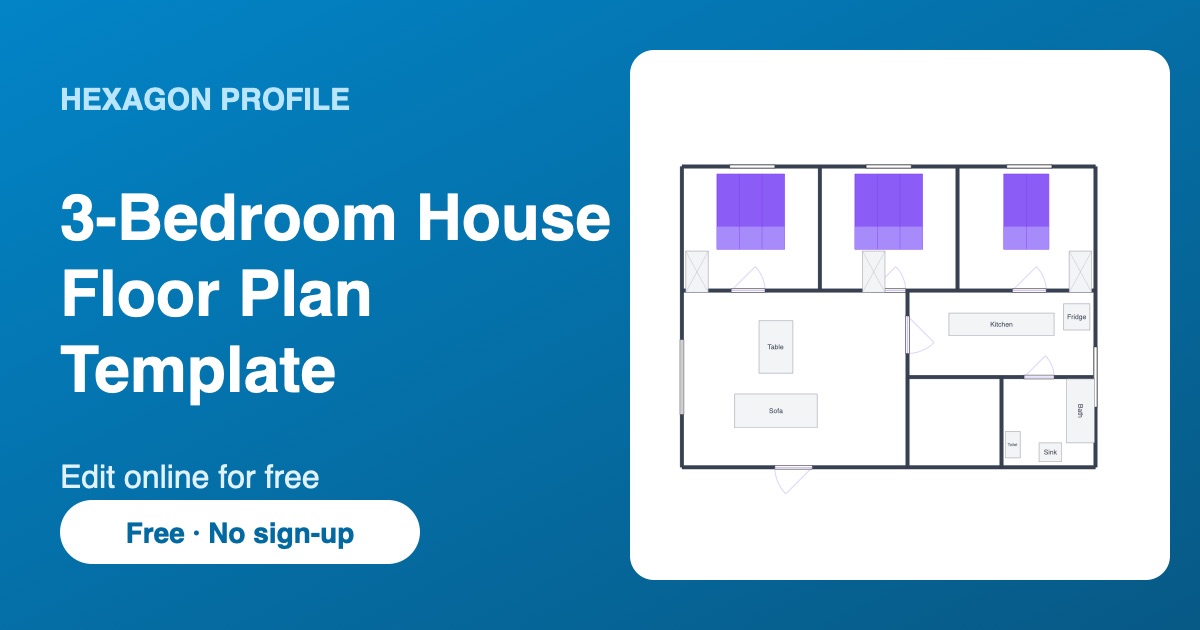 HEXAGON PROFILE
3-Bedroom House
Floor Plan
Template
Edit online for free
Free · No sign-up
Kitchen
Fridge
Table
Sofa
Bath
Toilet
Sink